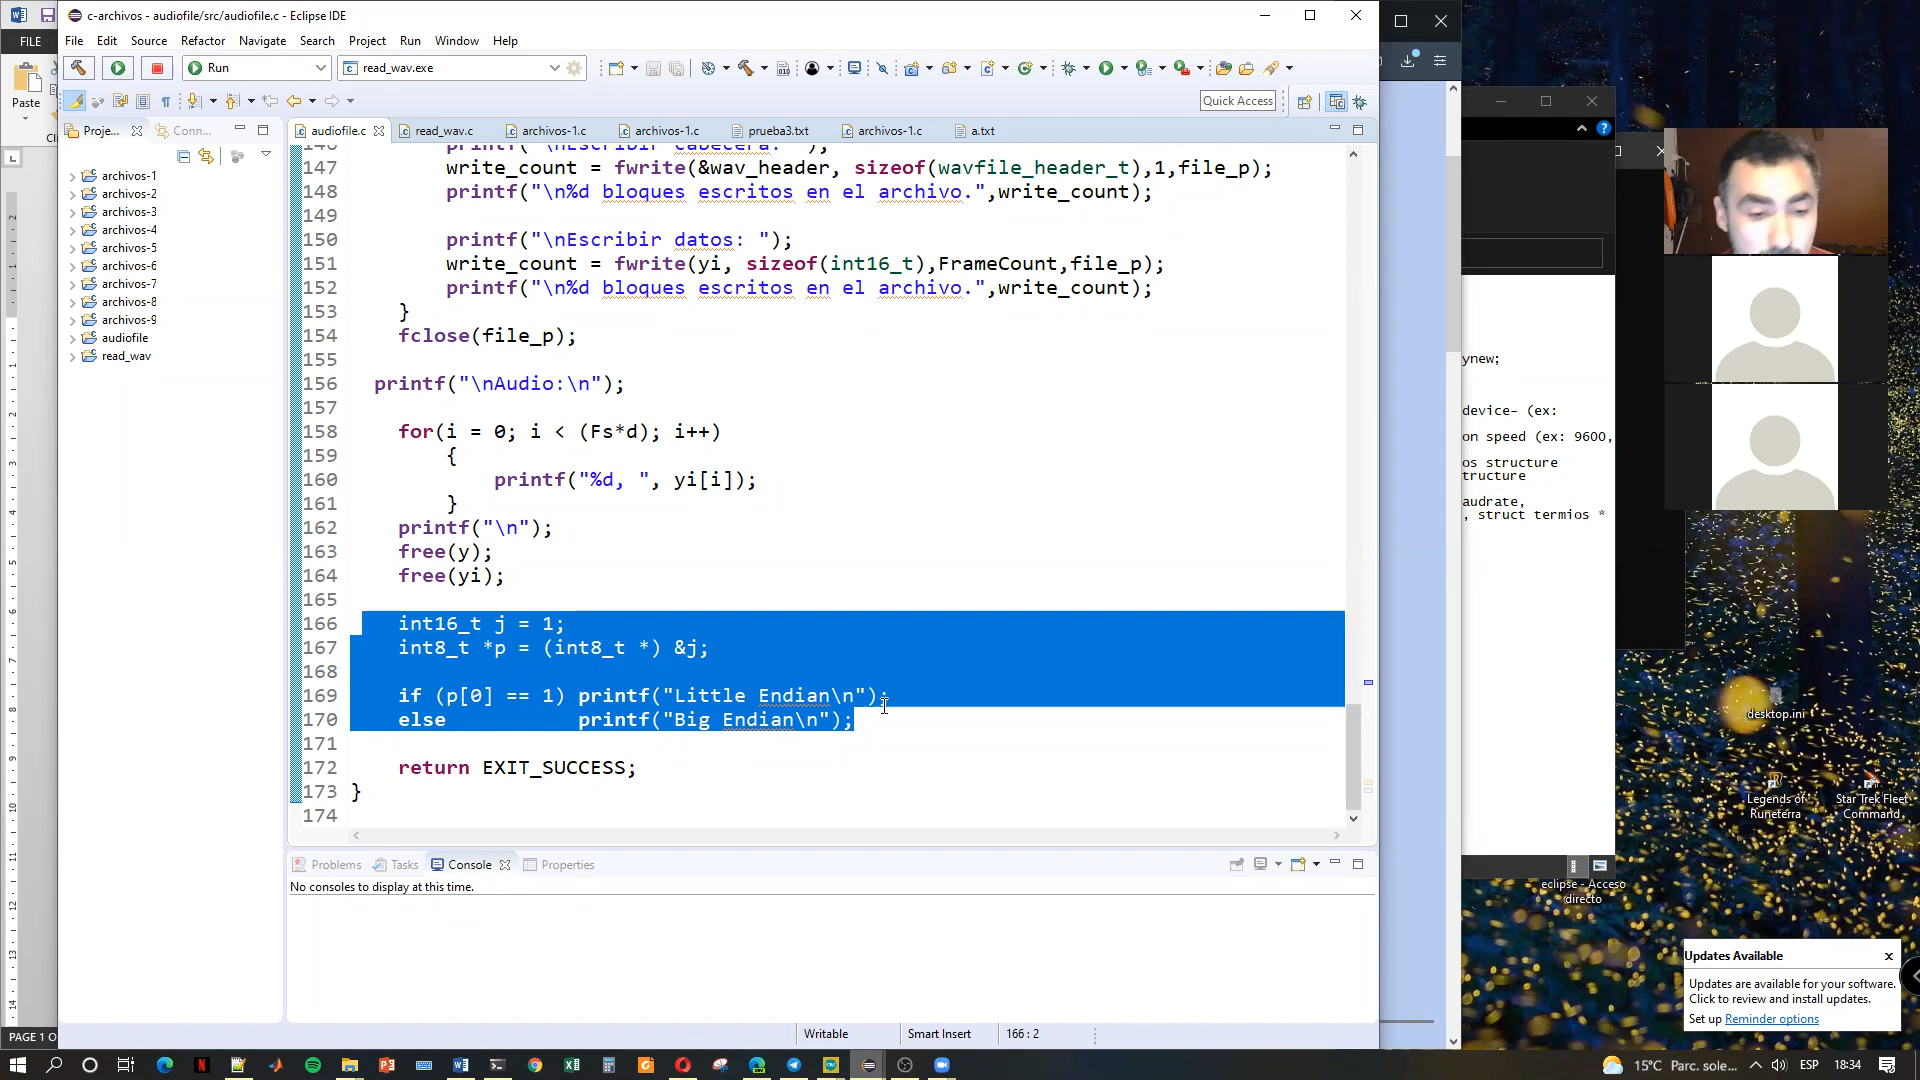 c-archivos - audiofile/src/audiofile.c - Eclipse IDE
FILE
File Edit Source Refactor Navigate Search Project Run Window Help
Run
read_wav.exe
Paste
Quick Access
Proje...
Conn...
audiofile.c
read_wav.c
archivos-1.c
archivos-1.c
prueba3.txt
archivos-1.c
a.txt
archivos-1
archivos-2
archivos-3
archivos-4
archivos-5
archivos-6
archivos-7
archivos-8
archivos-9
audiofile
read_wav
146 printf("\nEscribir cabecera: ");
147 write_count = fwrite(&wav_header, sizeof(wavfile_header_t),1,file_p);
148 printf("\n%d bloques escritos en el archivo.",write_count);
149
150 printf("\nEscribir datos: ");
151 write_count = fwrite(yi, sizeof(int16_t),FrameCount,file_p);
152 printf("\n%d bloques escritos en el archivo.",write_count);
153 }
154 fclose(file_p);
155
156 printf("\nAudio:\n");
157
158 for(i = 0; i < (Fs*d); i++)
159 {
160 printf("%d, ", yi[i]);
161 }
162 printf("\n");
163 free(y);
164 free(yi);
165
166 int16_t j = 1;
167 int8_t *p = (int8_t *) &j;
168
169 if (p[0] == 1) printf("Little Endian\n");
170 else printf("Big Endian\n");
171
172 return EXIT_SUCCESS;
173 }
174
Problems Tasks Console Properties
No consoles to display at this time.
Writable Smart Insert 166 : 2
PAGE 1 O
ynew;
device- (ex:
on speed (ex: 9600,
os structure
tructure
audrate,
, struct termios *
desktop.ini
Legends of
Runeterra
Star Trek Fleet
Command
eclipse - Acceso
directo
Updates Available
Updates are available for your software.
Click to review and install updates.
Set up Reminder options
15°C Parc. sole...
ESP
18:34